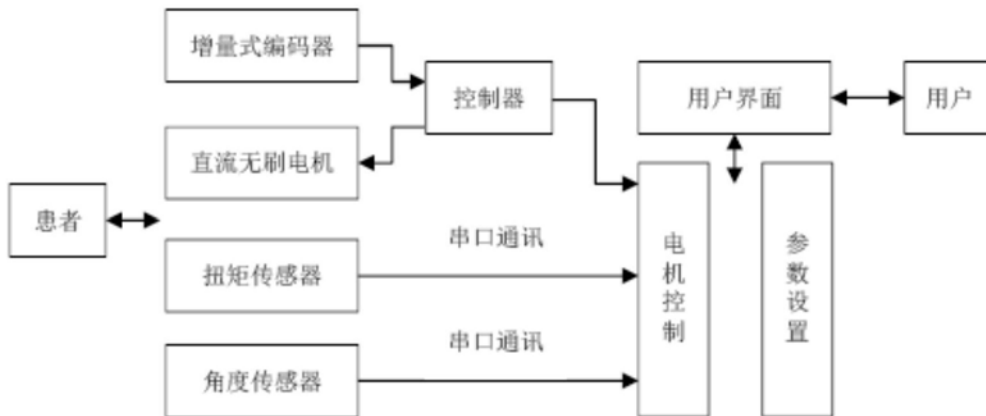 增量式编码器
控制器
用户界面
用户
直流无刷电机
患者
串口通讯
扭矩传感器
电机控制
参数设置
串口通讯
角度传感器